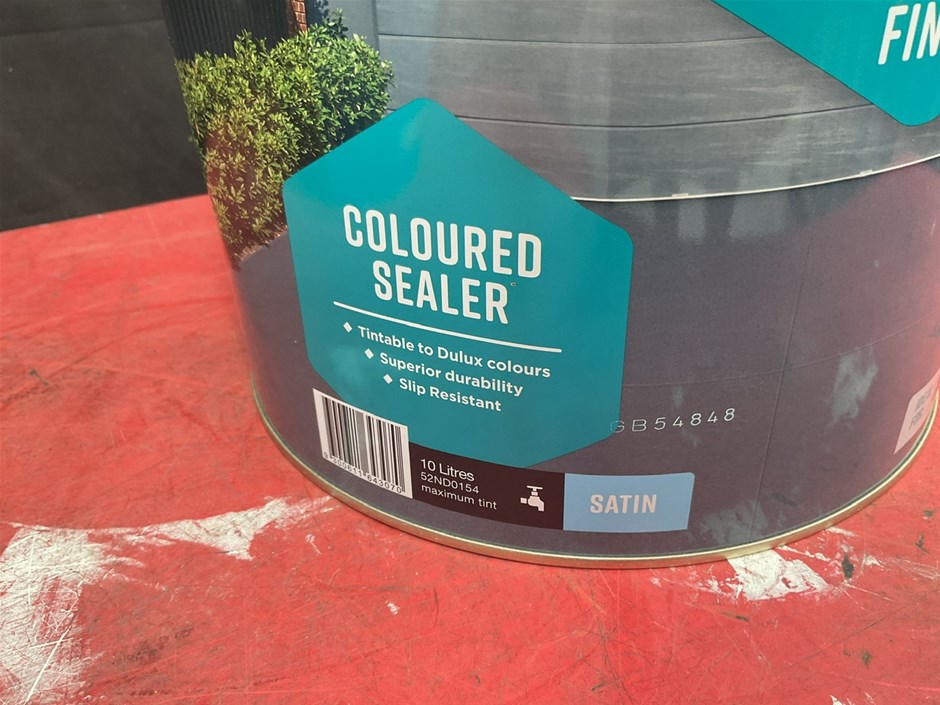 FIN
COLOURED
SEALER
◆ Tintable to Dulux colours
◆ Superior durability
◆ Slip Resistant
GB54848
10 Litres
52ND0154
maximum tint
SATIN